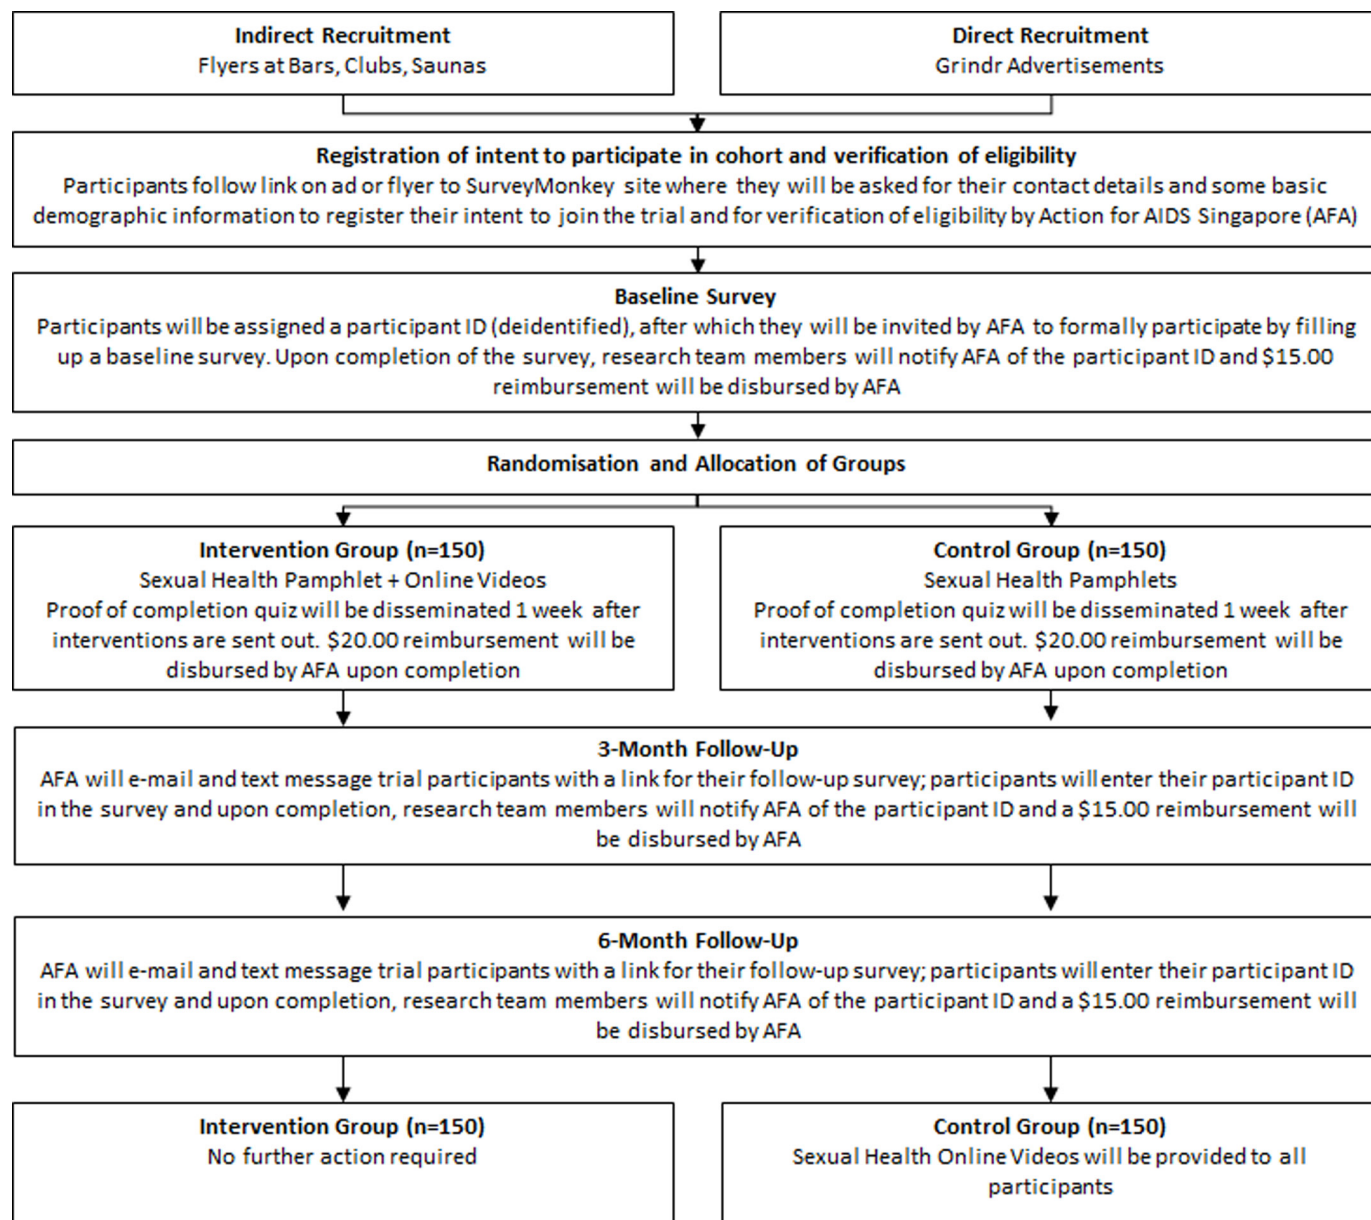 Indirect Recruitment
Flyers at Bars, Clubs, Saunas
Direct Recruitment
Grindr Advertisements
Registration of intent to participate in cohort and verification of eligibility
Participants follow link on ad or flyer to SurveyMonkey site where they will be asked for their contact details and some basic
demographic information to register their intent to join the trial and for verification of eligibility by Action for AIDS Singapore (AFA)
Baseline Survey
Participants will be assigned a participant ID (deidentified), after which they will be invited by AFA to formally participate by filling
up a baseline survey. Upon completion of the survey, research team members will notify AFA of the participant ID and $15.00
reimbursement will be disbursed by AFA
Randomisation and Allocation of Groups
Intervention Group (n=150)
Sexual Health Pamphlet + Online Videos
Proof of completion quiz will be disseminated 1 week after
interventions are sent out. $20.00 reimbursement will be
disbursed by AFA upon completion
Control Group (n=150)
Sexual Health Pamphlets
Proof of completion quiz will be disseminated 1 week after
interventions are sent out. $20.00 reimbursement will be
disbursed by AFA upon completion
3-Month Follow-Up
AFA will e-mail and text message trial participants with a link for their follow-up survey; participants will enter their participant ID
in the survey and upon completion, research team members will notify AFA of the participant ID and a $15.00 reimbursement will
be disbursed by AFA
6-Month Follow-Up
AFA will e-mail and text message trial participants with a link for their follow-up survey; participants will enter their participant ID
in the survey and upon completion, research team members will notify AFA of the participant ID and a $15.00 reimbursement will
be disbursed by AFA
Intervention Group (n=150)
No further action required
Control Group (n=150)
Sexual Health Online Videos will be provided to all
participants